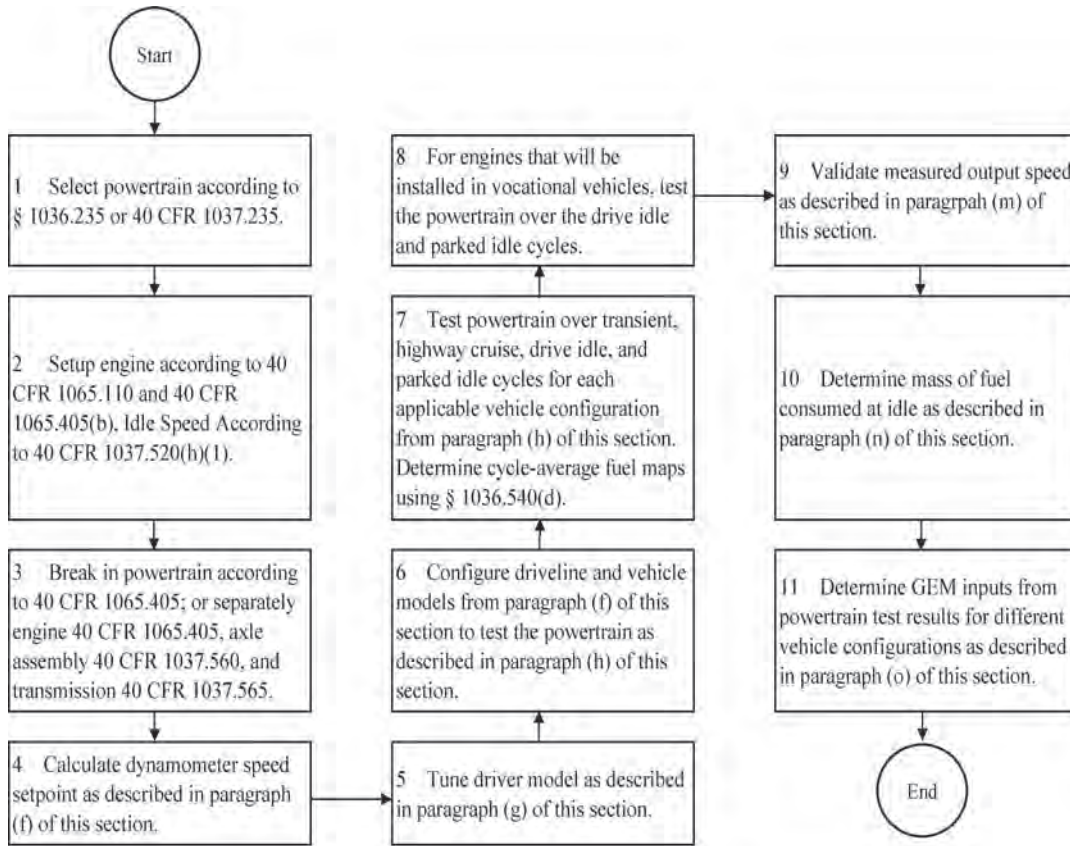 Start
1 Select powertrain according to
§ 1036.235 or 40 CFR 1037.235.
2 Setup engine according to 40
CFR 1065.110 and 40 CFR
1065.405(b), Idle Speed According
to 40 CFR 1037.520(h)(1).
3 Break in powertrain according
to 40 CFR 1065.405; or separately
engine 40 CFR 1065.405, axle
assembly 40 CFR 1037.560, and
transmission 40 CFR 1037.565.
4 Calculate dynamometer speed
setpoint as described in paragraph
(f) of this section.
5 Tune driver model as described
in paragraph (g) of this section.
6 Configure driveline and vehicle
models from paragraph (f) of this
section to test the powertrain as
described in paragraph (h) of this
section.
7 Test powertrain over transient,
highway cruise, drive idle, and
parked idle cycles for each
applicable vehicle configuration
from paragraph (h) of this section.
Determine cycle-average fuel maps
using § 1036.540(d).
8 For engines that will be
installed in vocational vehicles, test
the powertrain over the drive idle
and parked idle cycles.
9 Validate measured output speed
as described in paragrpah (m) of
this section.
10 Determine mass of fuel
consumed at idle as described in
paragraph (n) of this section.
11 Determine GEM inputs from
powertrain test results for different
vehicle configurations as described
in paragraph (o) of this section.
End